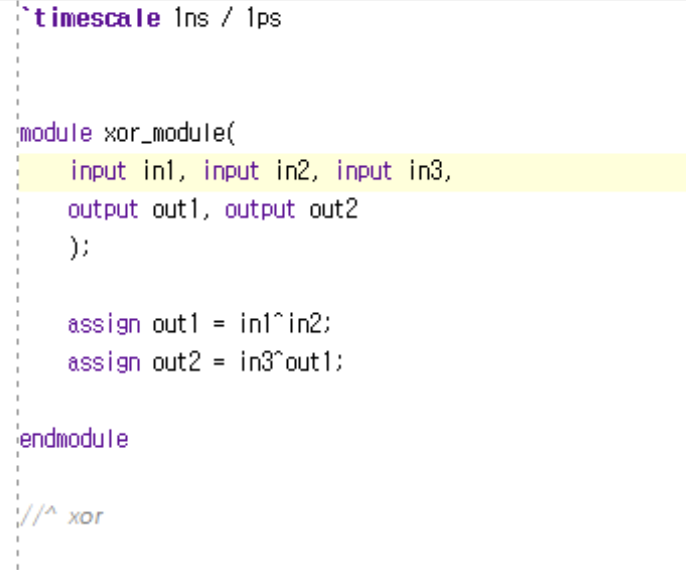 `timescale 1ns / 1ps
module xor_module(
input in1, input in2, input in3,
output out1, output out2
);
assign out1 = in1^in2;
assign out2 = in3^out1;
endmodule
//^ xor